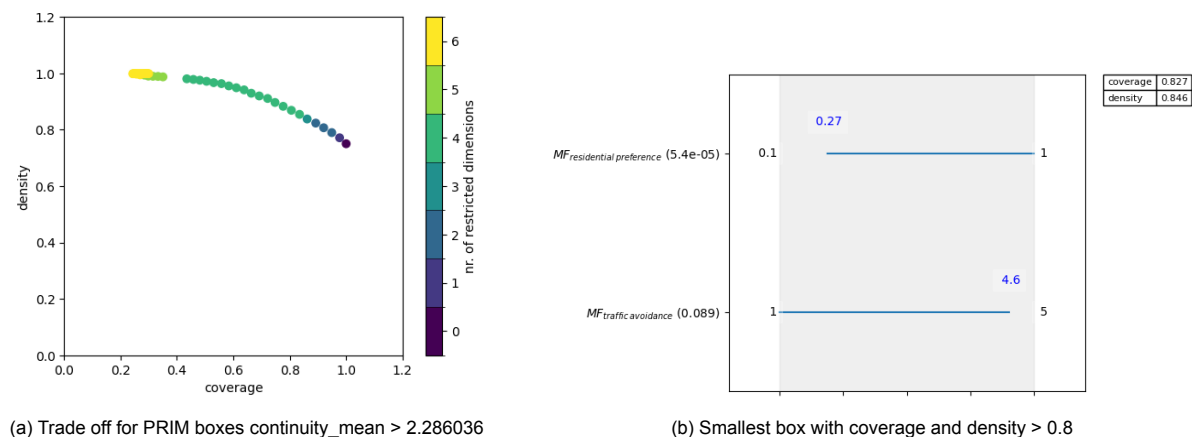 1.2
1.0
0.8
0.6
0.4
0.2
0.0
density
0.0 0.2 0.4 0.6 0.8 1.0 1.2
coverage
6
5
4
3
2
1
0
nr. of restricted dimensions
(a) Trade off for PRIM boxes continuity_mean > 2.286036
coverage 0.827
density 0.846
0.27
MF residential preference (5.4e-05) 0.1 1
4.6
MF traffic avoidance (0.089) 1 5
(b) Smallest box with coverage and density > 0.8